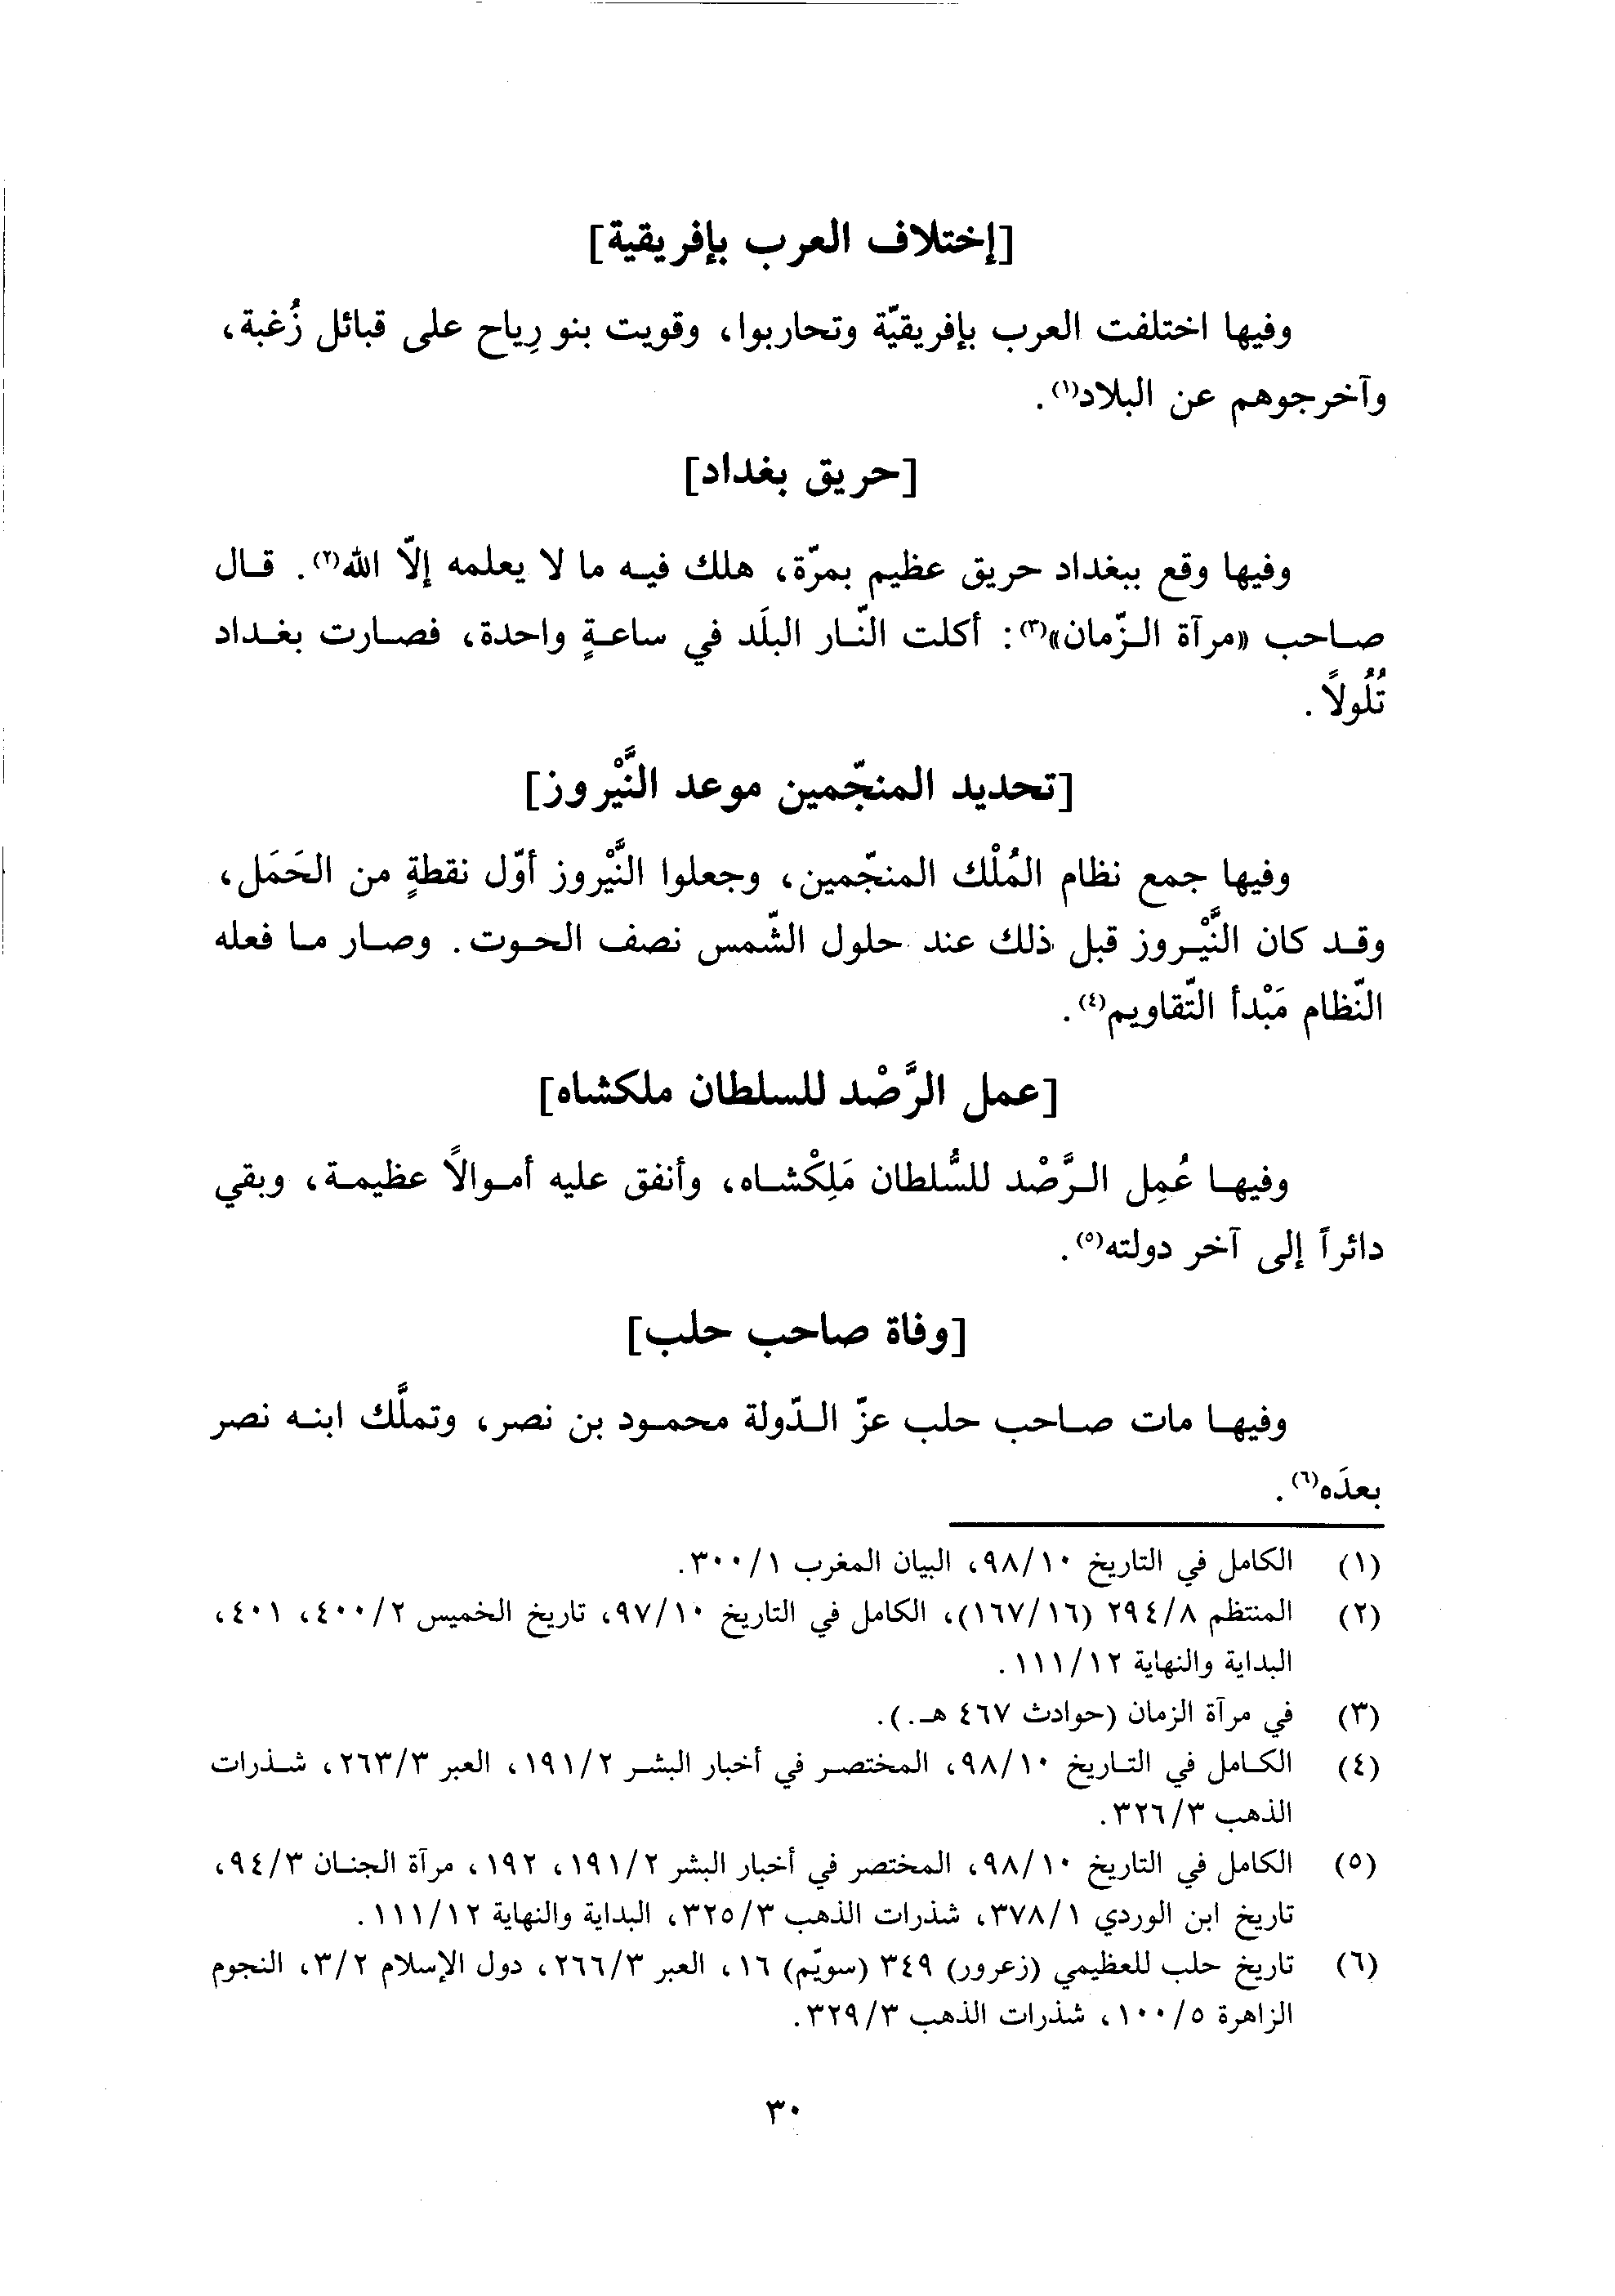 [إختلاف العرب بإفريقية]
وفيها اختلفت العرب بإفريقيّة وتحاربوا، وقويت بنو رِياح على قبائل زُغبة،
وآخرجوهم عن البلاد(١).
[حريق بغداد]
وفيها وقع ببغداد حريق عظيم بمرّة، هلك فيه ما لا يعلمه إلّا الله(٢). قال
صاحب «مرآة الزّمان»(٣): أكلت النّار البلَد في ساعةٍ واحدة، فصارت بغداد
تُلُولاً.
[تحديد المنجّمين موعد النَّيْروز]
وفيها جمع نظام المُلْك المنجّمين، وجعلوا النَّيْروز أوّل نقطةٍ من الحَمَل،
وقد كان النَّيْروز قبل ذلك عند حلول الشّمس نصف الحوت. وصار ما فعله
النّظام مَبْدأ التّقاويم(٤).
[عمل الرَّصْد للسلطان ملكشاه]
وفيها عُمِل الرَّصْد للسُّلطان مَلِكْشاه، وأنفق عليه أموالاً عظيمة، وبقي
دائراً إلى آخر دولته(٥).
[وفاة صاحب حلب]
وفيها مات صاحب حلب عزّ الدّولة محمود بن نصر، وتملَّك ابنه نصر
بعدَه(٦).
(١) الكامل في التاريخ ٩٨/١٠، البيان المغرب ٣٠٠/١.
(٢) المنتظم ٢٩٤/٨ (١٦٧/١٦)، الكامل في التاريخ ٩٧/١٠، تاريخ الخميس ٤٠٠/٢، ٤٠١،
البداية والنهاية ١١١/١٢.
(٣) في مرآة الزمان (حوادث ٤٦٧ هـ.).
(٤) الكامل في التاريخ ٩٨/١٠، المختصر في أخبار البشر ١٩١/٢، العبر ٢٦٣/٣، شذرات
الذهب ٣٢٦/٣.
(٥) الكامل في التاريخ ٩٨/١٠، المختصر في أخبار البشر ١٩١/٢، ١٩٢، مرآة الجنان ٩٤/٣،
تاريخ ابن الوردي ٣٧٨/١، شذرات الذهب ٣٢٥/٣، البداية والنهاية ١١١/١٢.
(٦) تاريخ حلب للعظيمي (زعرور) ٣٤٩ (سويّم) ١٦، العبر ٢٦٦/٣، دول الإسلام ٣/٢، النجوم
الزاهرة ١٠٠/٥، شذرات الذهب ٣٢٩/٣.
٣٠